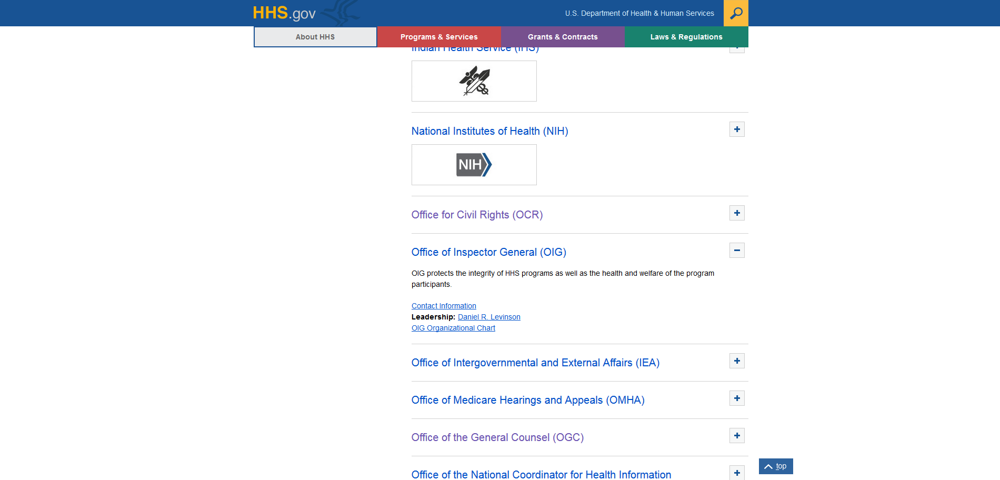 HHS.gov
U.S. Department of Health & Human Services
About HHS
Programs & Services
Grants & Contracts
Laws & Regulations
Indian Health Service (IHS)
National Institutes of Health (NIH)
NIH
Office for Civil Rights (OCR)
Office of Inspector General (OIG)
OIG protects the integrity of HHS programs as well as the health and welfare of the program
participants.
Contact Information
Leadership: Daniel R. Levinson
OIG Organizational Chart
Office of Intergovernmental and External Affairs (IEA)
Office of Medicare Hearings and Appeals (OMHA)
Office of the General Counsel (OGC)
Office of the National Coordinator for Health Information
top